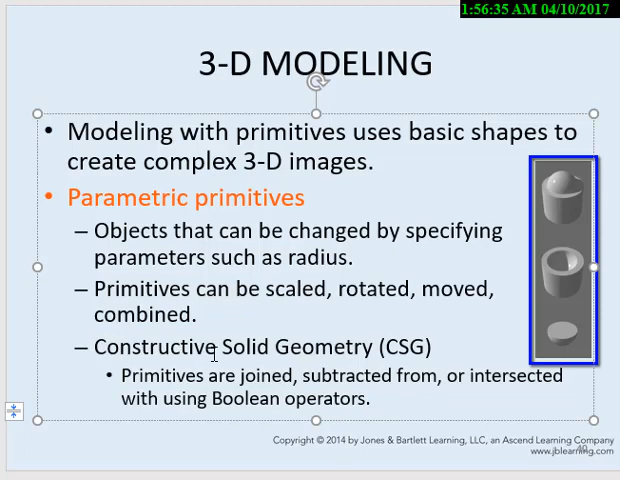 1:56:35 AM 04/10/2017
3-D MODELING
• Modeling with primitives uses basic shapes to
create complex 3-D images.
• Parametric primitives
– Objects that can be changed by specifying
parameters such as radius.
– Primitives can be scaled, rotated, moved,
combined.
– Constructive Solid Geometry (CSG)
• Primitives are joined, subtracted from, or intersected
with using Boolean operators.
Copyright © 2014 by Jones & Bartlett Learning, LLC, an Ascend Learning Company
www.jblearning.com